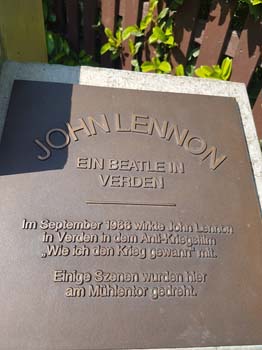 JOHN LENNON
EIN BEATLE IN
VERDEN
Im September 1966 wirkte John Lennon
in Verden in dem Anti-Kriegsfilm
„Wie ich den Krieg gewann" mit.
Einige Szenen wurden hier
am Mühlentor gedreht.